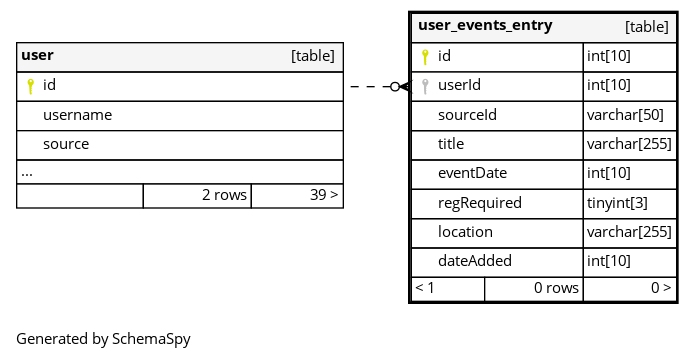 user [table]
id
username
source
...
2 rows 39 >
user_events_entry [table]
id int[10]
userId int[10]
sourceId varchar[50]
title varchar[255]
eventDate int[10]
regRequired tinyint[3]
location varchar[255]
dateAdded int[10]
< 1 0 rows 0 >
Generated by SchemaSpy